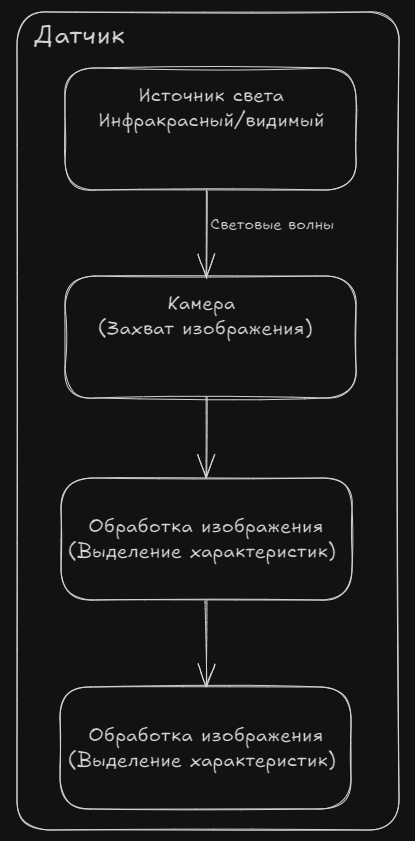 Датчик
Источник света
Инфракрасный/видимый
Световые волны
Камера
(Захват изображения)
Обработка изображения
(Выделение характеристик)
Обработка изображения
(Выделение характеристик)